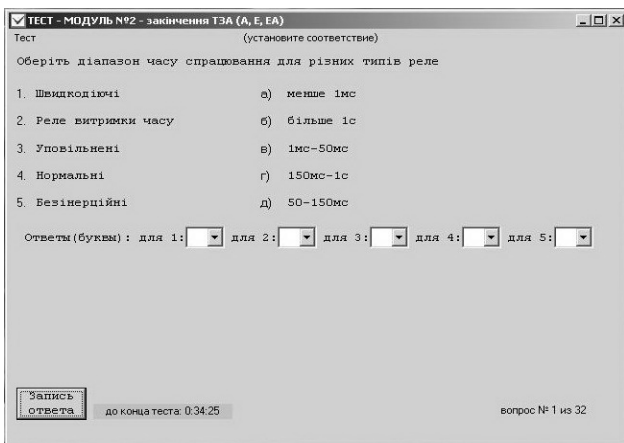 ТЕСТ - МОДУЛЬ №2 - закінчення ТЗА (А, Е, ЕА)
Тест (установите соответствие)
Оберіть діапазон часу спрацювання для різних типів реле
1. Швидкодіючі а) менше 1мс
2. Реле витримки часу б) більше 1с
3. Уповільнені в) 1мс-50мс
4. Нормальні г) 150мс-1с
5. Безінерційні д) 50-150мс
Ответы(буквы): для 1: для 2: для 3: для 4: для 5:
Запись ответа
до конца теста: 0:34:25
вопрос № 1 из 32